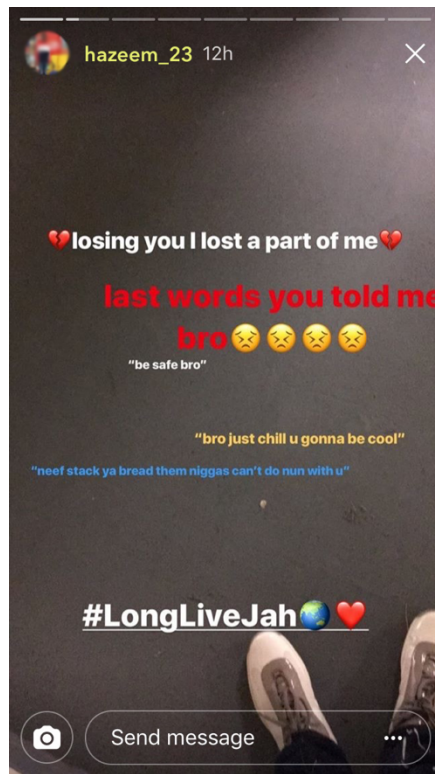 hazeem_23 12h
💔losing you I lost a part of me💔
last words you told me
bro😣😣😣😣
“be safe bro”
“bro just chill u gonna be cool”
“neef stack ya bread them niggas can’t do nun with u”
#LongLiveJah🌏❤️
Send message